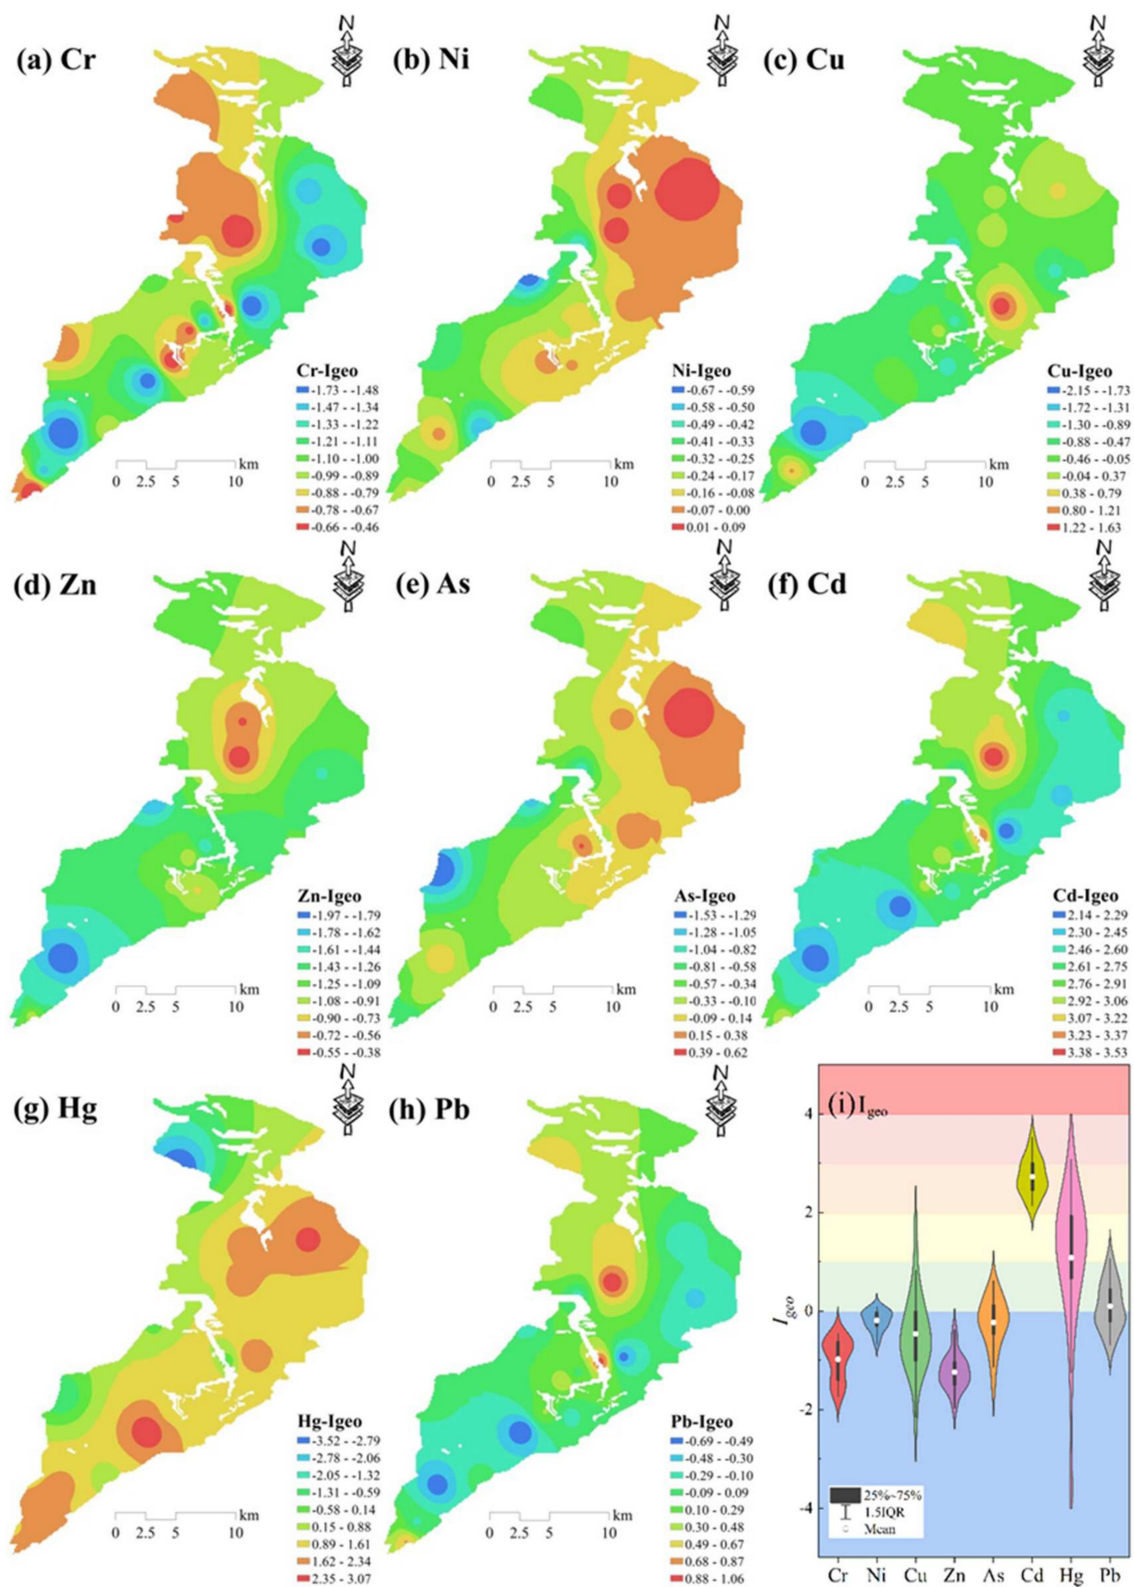 (a) Cr
N
Cr-Igeo
-1.73 - -1.48
-1.47 - -1.34
-1.33 - -1.22
-1.21 - -1.11
-1.10 - -1.00
-0.99 - -0.89
-0.88 - -0.79
-0.78 - -0.67
-0.66 - -0.46
km
0 2.5 5 10
(b) Ni
N
Ni-Igeo
-0.67 - -0.59
-0.58 - -0.50
-0.49 - -0.42
-0.41 - -0.33
-0.32 - -0.25
-0.24 - -0.17
-0.16 - -0.08
-0.07 - 0.00
0.01 - 0.09
km
0 2.5 5 10
(c) Cu
N
Cu-Igeo
-2.15 - -1.73
-1.72 - -1.31
-1.30 - -0.89
-0.88 - -0.47
-0.46 - -0.05
-0.04 - 0.37
0.38 - 0.79
0.80 - 1.21
1.22 - 1.63
km
0 2.5 5 10
(d) Zn
N
Zn-Igeo
-1.97 - -1.79
-1.78 - -1.62
-1.61 - -1.44
-1.43 - -1.26
-1.25 - -1.09
-1.08 - -0.91
-0.90 - -0.73
-0.72 - -0.56
-0.55 - -0.38
km
0 2.5 5 10
(e) As
N
As-Igeo
-1.53 - -1.29
-1.28 - -1.05
-1.04 - -0.82
-0.81 - -0.58
-0.57 - -0.34
-0.33 - -0.10
-0.09 - 0.14
0.15 - 0.38
0.39 - 0.62
km
0 2.5 5 10
(f) Cd
N
Cd-Igeo
2.14 - 2.29
2.30 - 2.45
2.46 - 2.60
2.61 - 2.75
2.76 - 2.91
2.92 - 3.06
3.07 - 3.22
3.23 - 3.37
3.38 - 3.53
km
0 2.5 5 10
(g) Hg
N
Hg-Igeo
-3.52 - -2.79
-2.78 - -2.06
-2.05 - -1.32
-1.31 - -0.59
-0.58 - 0.14
0.15 - 0.88
0.89 - 1.61
1.62 - 2.34
2.35 - 3.07
km
0 2.5 5 10
(h) Pb
N
Pb-Igeo
-0.69 - -0.49
-0.48 - -0.30
-0.29 - -0.10
-0.09 - 0.09
0.10 - 0.29
0.30 - 0.48
0.49 - 0.67
0.68 - 0.87
0.88 - 1.06
km
0 2.5 5 10
(i) Igeo
Igeo
4
2
0
-2
-4
25%~75%
1.5IQR
Mean
Cr Ni Cu Zn As Cd Hg Pb